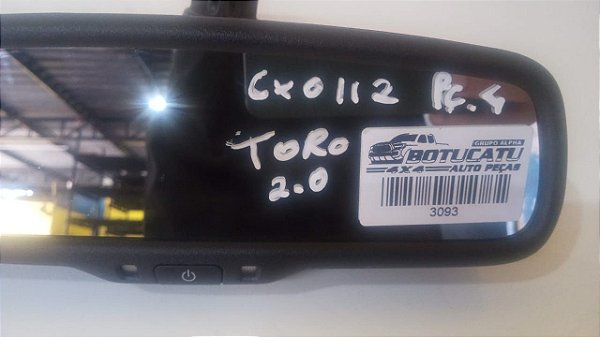 CX0112 PÇ.4
TORO
2.0
GRUPO ALPHA
BOTUCATU
4X4 AUTO PEÇAS
3093